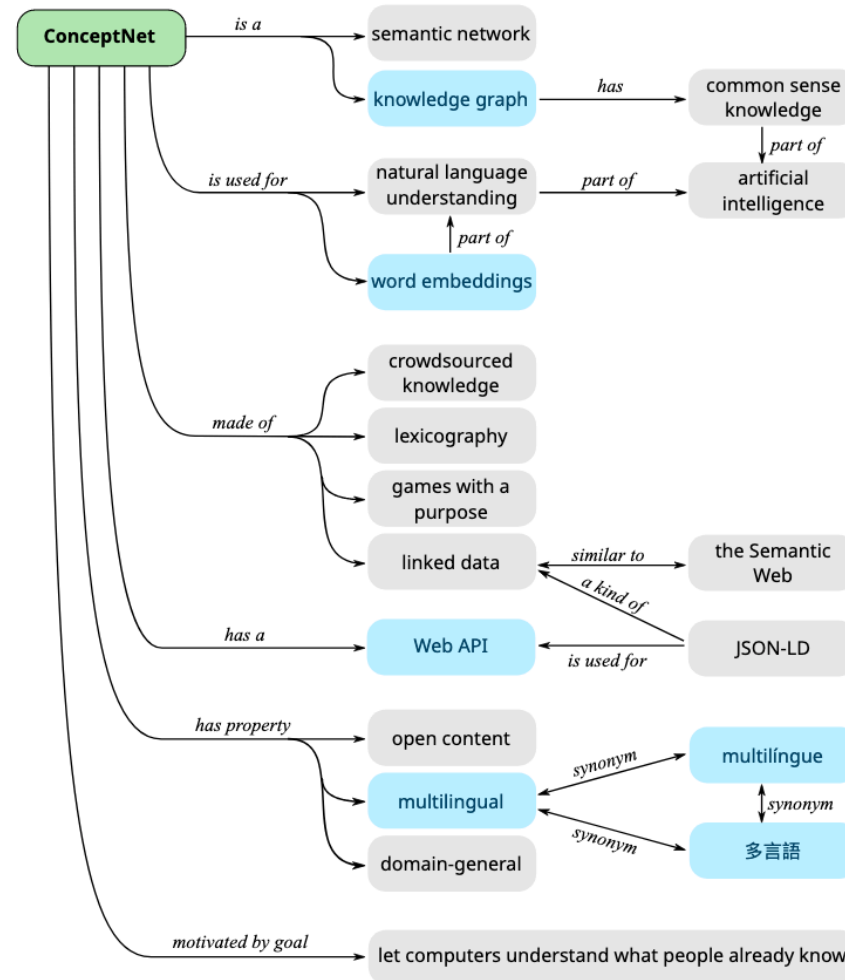 ConceptNet
is a
semantic network
knowledge graph
has
common sense
knowledge
part of
is used for
natural language
understanding
part of
artificial
intelligence
part of
word embeddings
crowdsourced
knowledge
made of
lexicography
games with a
purpose
linked data
similar to
the Semantic
Web
a kind of
has a
Web API
is used for
JSON-LD
has property
open content
multilingual
synonym
multilíngue
synonym
synonym
多言語
domain-general
motivated by goal
let computers understand what people already know